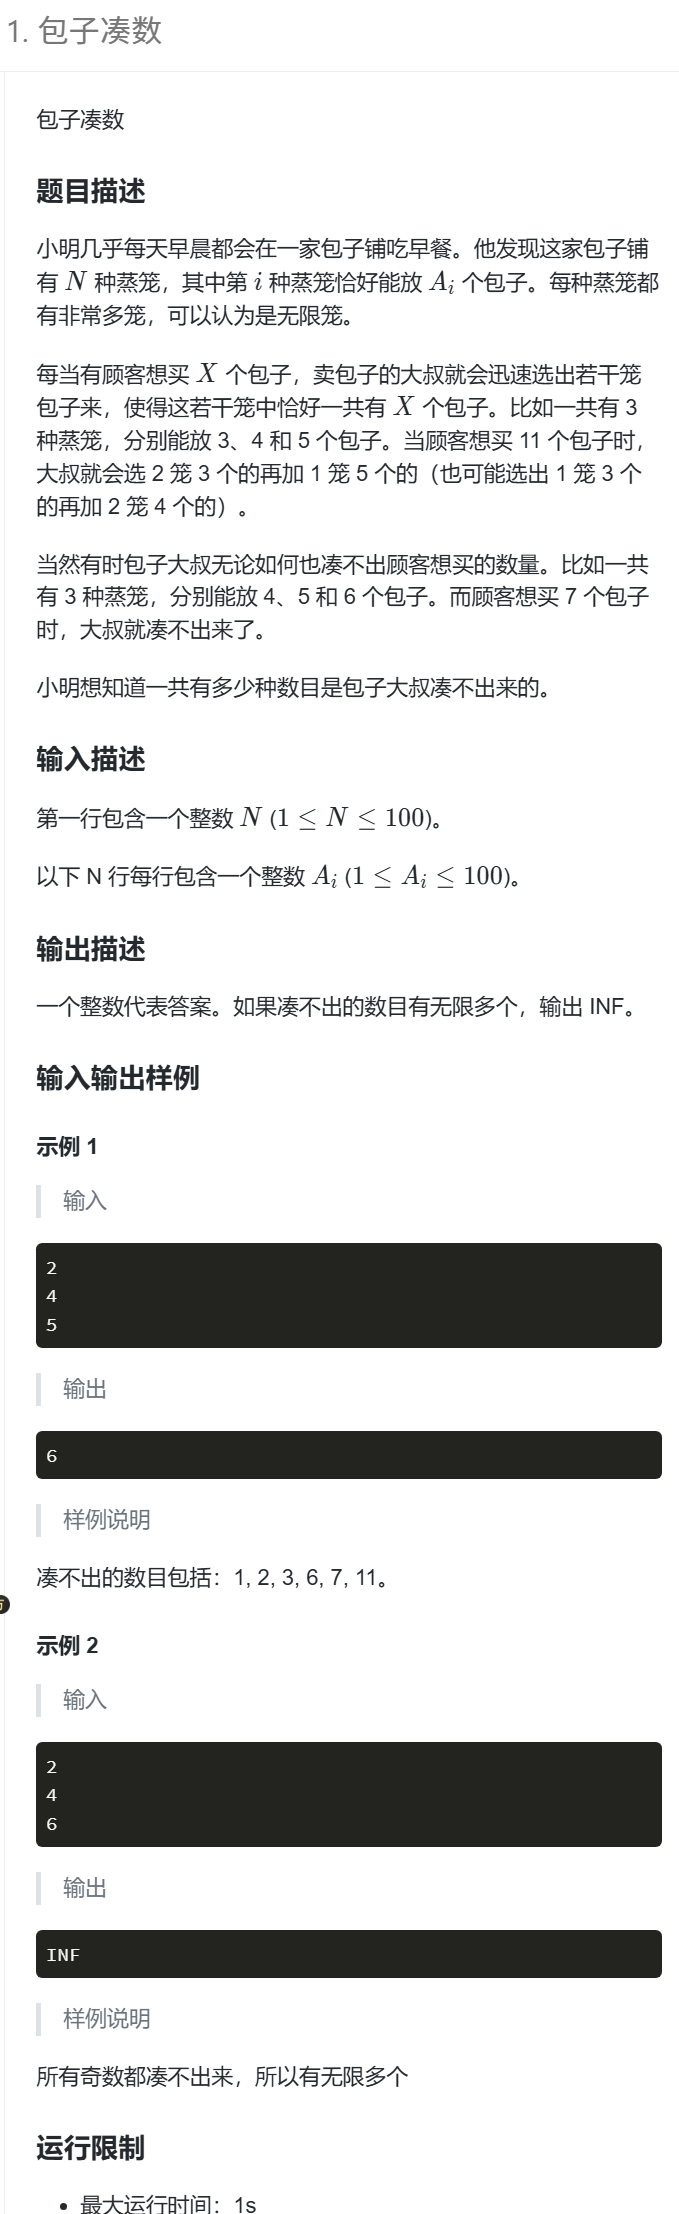 1. 包子凑数
包子凑数
题目描述
小明几乎每天早晨都会在一家包子铺吃早餐。他发现这家包子铺
有 N 种蒸笼，其中第 i 种蒸笼恰好能放 Aᵢ 个包子。每种蒸笼都
有非常多笼，可以认为是无限笼。
每当有顾客想买 X 个包子，卖包子的大叔就会迅速选出若干笼
包子来，使得这若干笼中恰好一共有 X 个包子。比如一共有 3
种蒸笼，分别能放 3、4 和 5 个包子。当顾客想买 11 个包子时，
大叔就会选 2 笼 3 个的再加 1 笼 5 个的（也可能选出 1 笼 3 个
的再加 2 笼 4 个的）。
当然有时包子大叔无论如何也凑不出顾客想买的数量。比如一共
有 3 种蒸笼，分别能放 4、5 和 6 个包子。而顾客想买 7 个包子
时，大叔就凑不出来了。
小明想知道一共有多少种数目是包子大叔凑不出来的。
输入描述
第一行包含一个整数 N (1 ≤ N ≤ 100)。
以下 N 行每行包含一个整数 Aᵢ (1 ≤ Aᵢ ≤ 100)。
输出描述
一个整数代表答案。如果凑不出的数目有无限多个，输出 INF。
输入输出样例
示例 1
输入
2
4
5
输出
6
样例说明
凑不出的数目包括：1, 2, 3, 6, 7, 11。
示例 2
输入
2
4
6
输出
INF
样例说明
所有奇数都凑不出来，所以有无限多个
运行限制
• 最大运行时间：1s